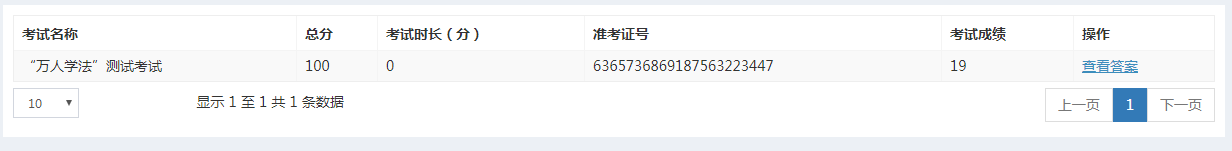 考试名称 总分 考试时长（分） 准考证号 考试成绩 操作
“万人学法”测试考试 100 0 6365736869187563223447 19 查看答案
10 显示 1 至 1 共 1 条数据 上一页 1 下一页